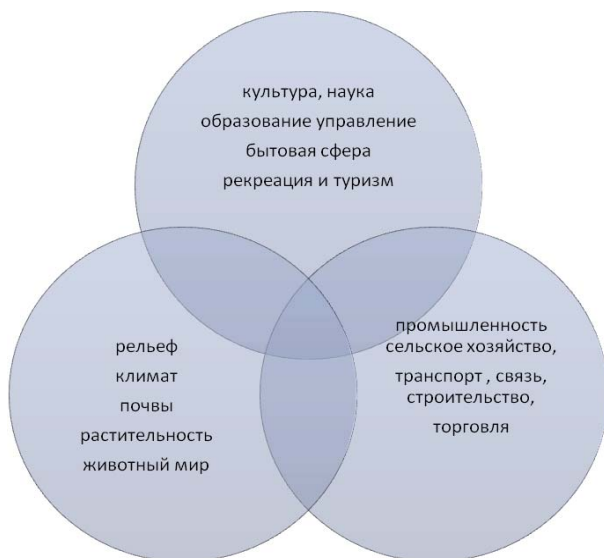 культура, наука
образование управление
бытовая сфера
рекреация и туризм
рельеф
климат
почвы
растительность
животный мир
промышленность
сельское хозяйство,
транспорт , связь,
строительство,
торговля